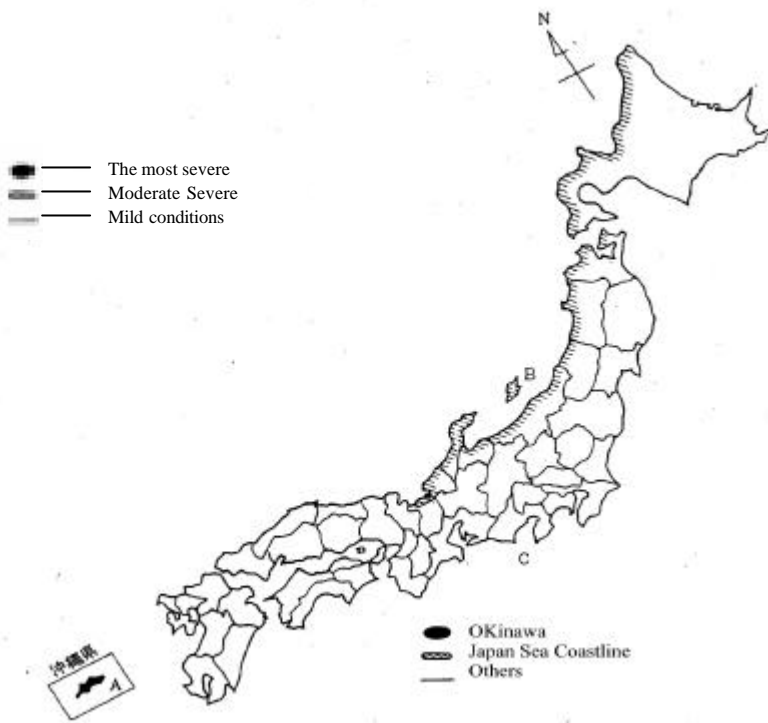 N
The most severe
Moderate Severe
Mild conditions
B
C
OKinawa
Japan Sea Coastline
Others
沖縄県
A